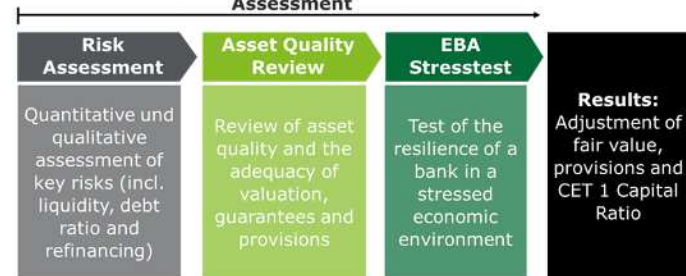 Assessment
Risk
Assessment
Asset Quality
Review
EBA
Stresstest
Quantitative und
qualitative
assessment of
key risks (incl.
liquidity, debt
ratio and
refinancing)
Review of asset
quality and the
adequacy of
valuation,
guarantees and
provisions
Test of the
resilience of a
bank in a
stressed
economic
environment
Results:
Adjustment of
fair value,
provisions and
CET 1 Capital
Ratio